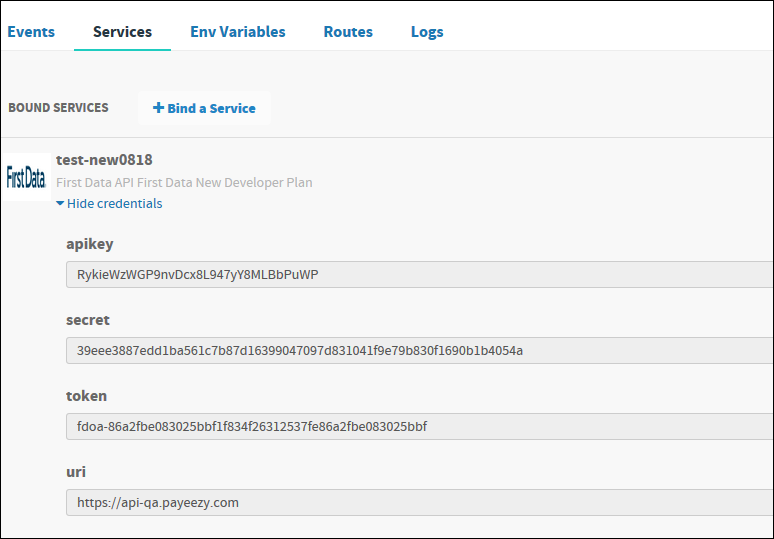 Events Services Env Variables Routes Logs
BOUND SERVICES + Bind a Service
First Data
test-new0818
First Data API First Data New Developer Plan
Hide credentials
apikey
RykieWzWGP9nvDcx8L947yY8MLBbPuWP
secret
39eee3887edd1ba561c7b87d16399047097d831041f9e79b830f1690b1b4054a
token
fdoa-86a2fbe083025bbf1f834f26312537fe86a2fbe083025bbf
uri
https://api-qa.payeezy.com